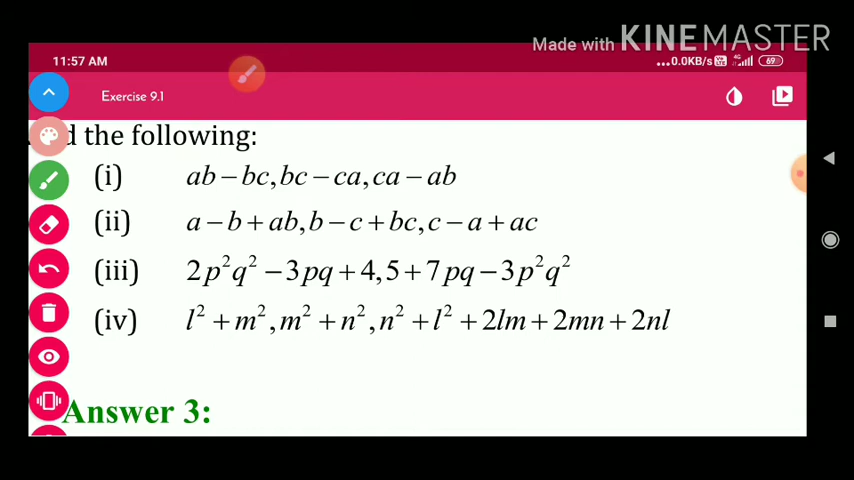 Made with KINEMASTER
11:57 AM ...0.0KB/s 4G 69
Exercise 9.1
d the following:
(i) ab – bc, bc – ca, ca – ab
(ii) a – b + ab, b – c + bc, c – a + ac
(iii) 2p²q² – 3pq + 4, 5 + 7pq – 3p²q²
(iv) l² + m², m² + n², n² + l² + 2lm + 2mn + 2nl
Answer 3: